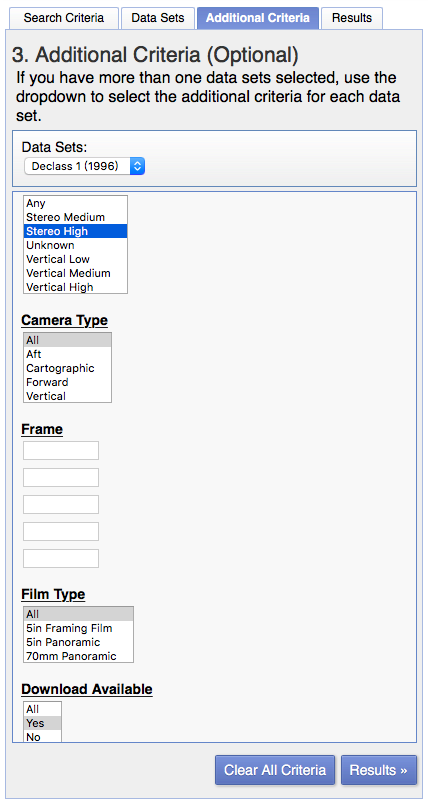 Search Criteria
Data Sets
Additional Criteria
Results
3. Additional Criteria (Optional)
If you have more than one data sets selected, use the
dropdown to select the additional criteria for each data
set.
Data Sets:
Declass 1 (1996)
Any
Stereo Medium
Stereo High
Unknown
Vertical Low
Vertical Medium
Vertical High
Camera Type
All
Aft
Cartographic
Forward
Vertical
Frame
Film Type
All
5in Framing Film
5in Panoramic
70mm Panoramic
Download Available
All
Yes
No
Clear All Criteria
Results »